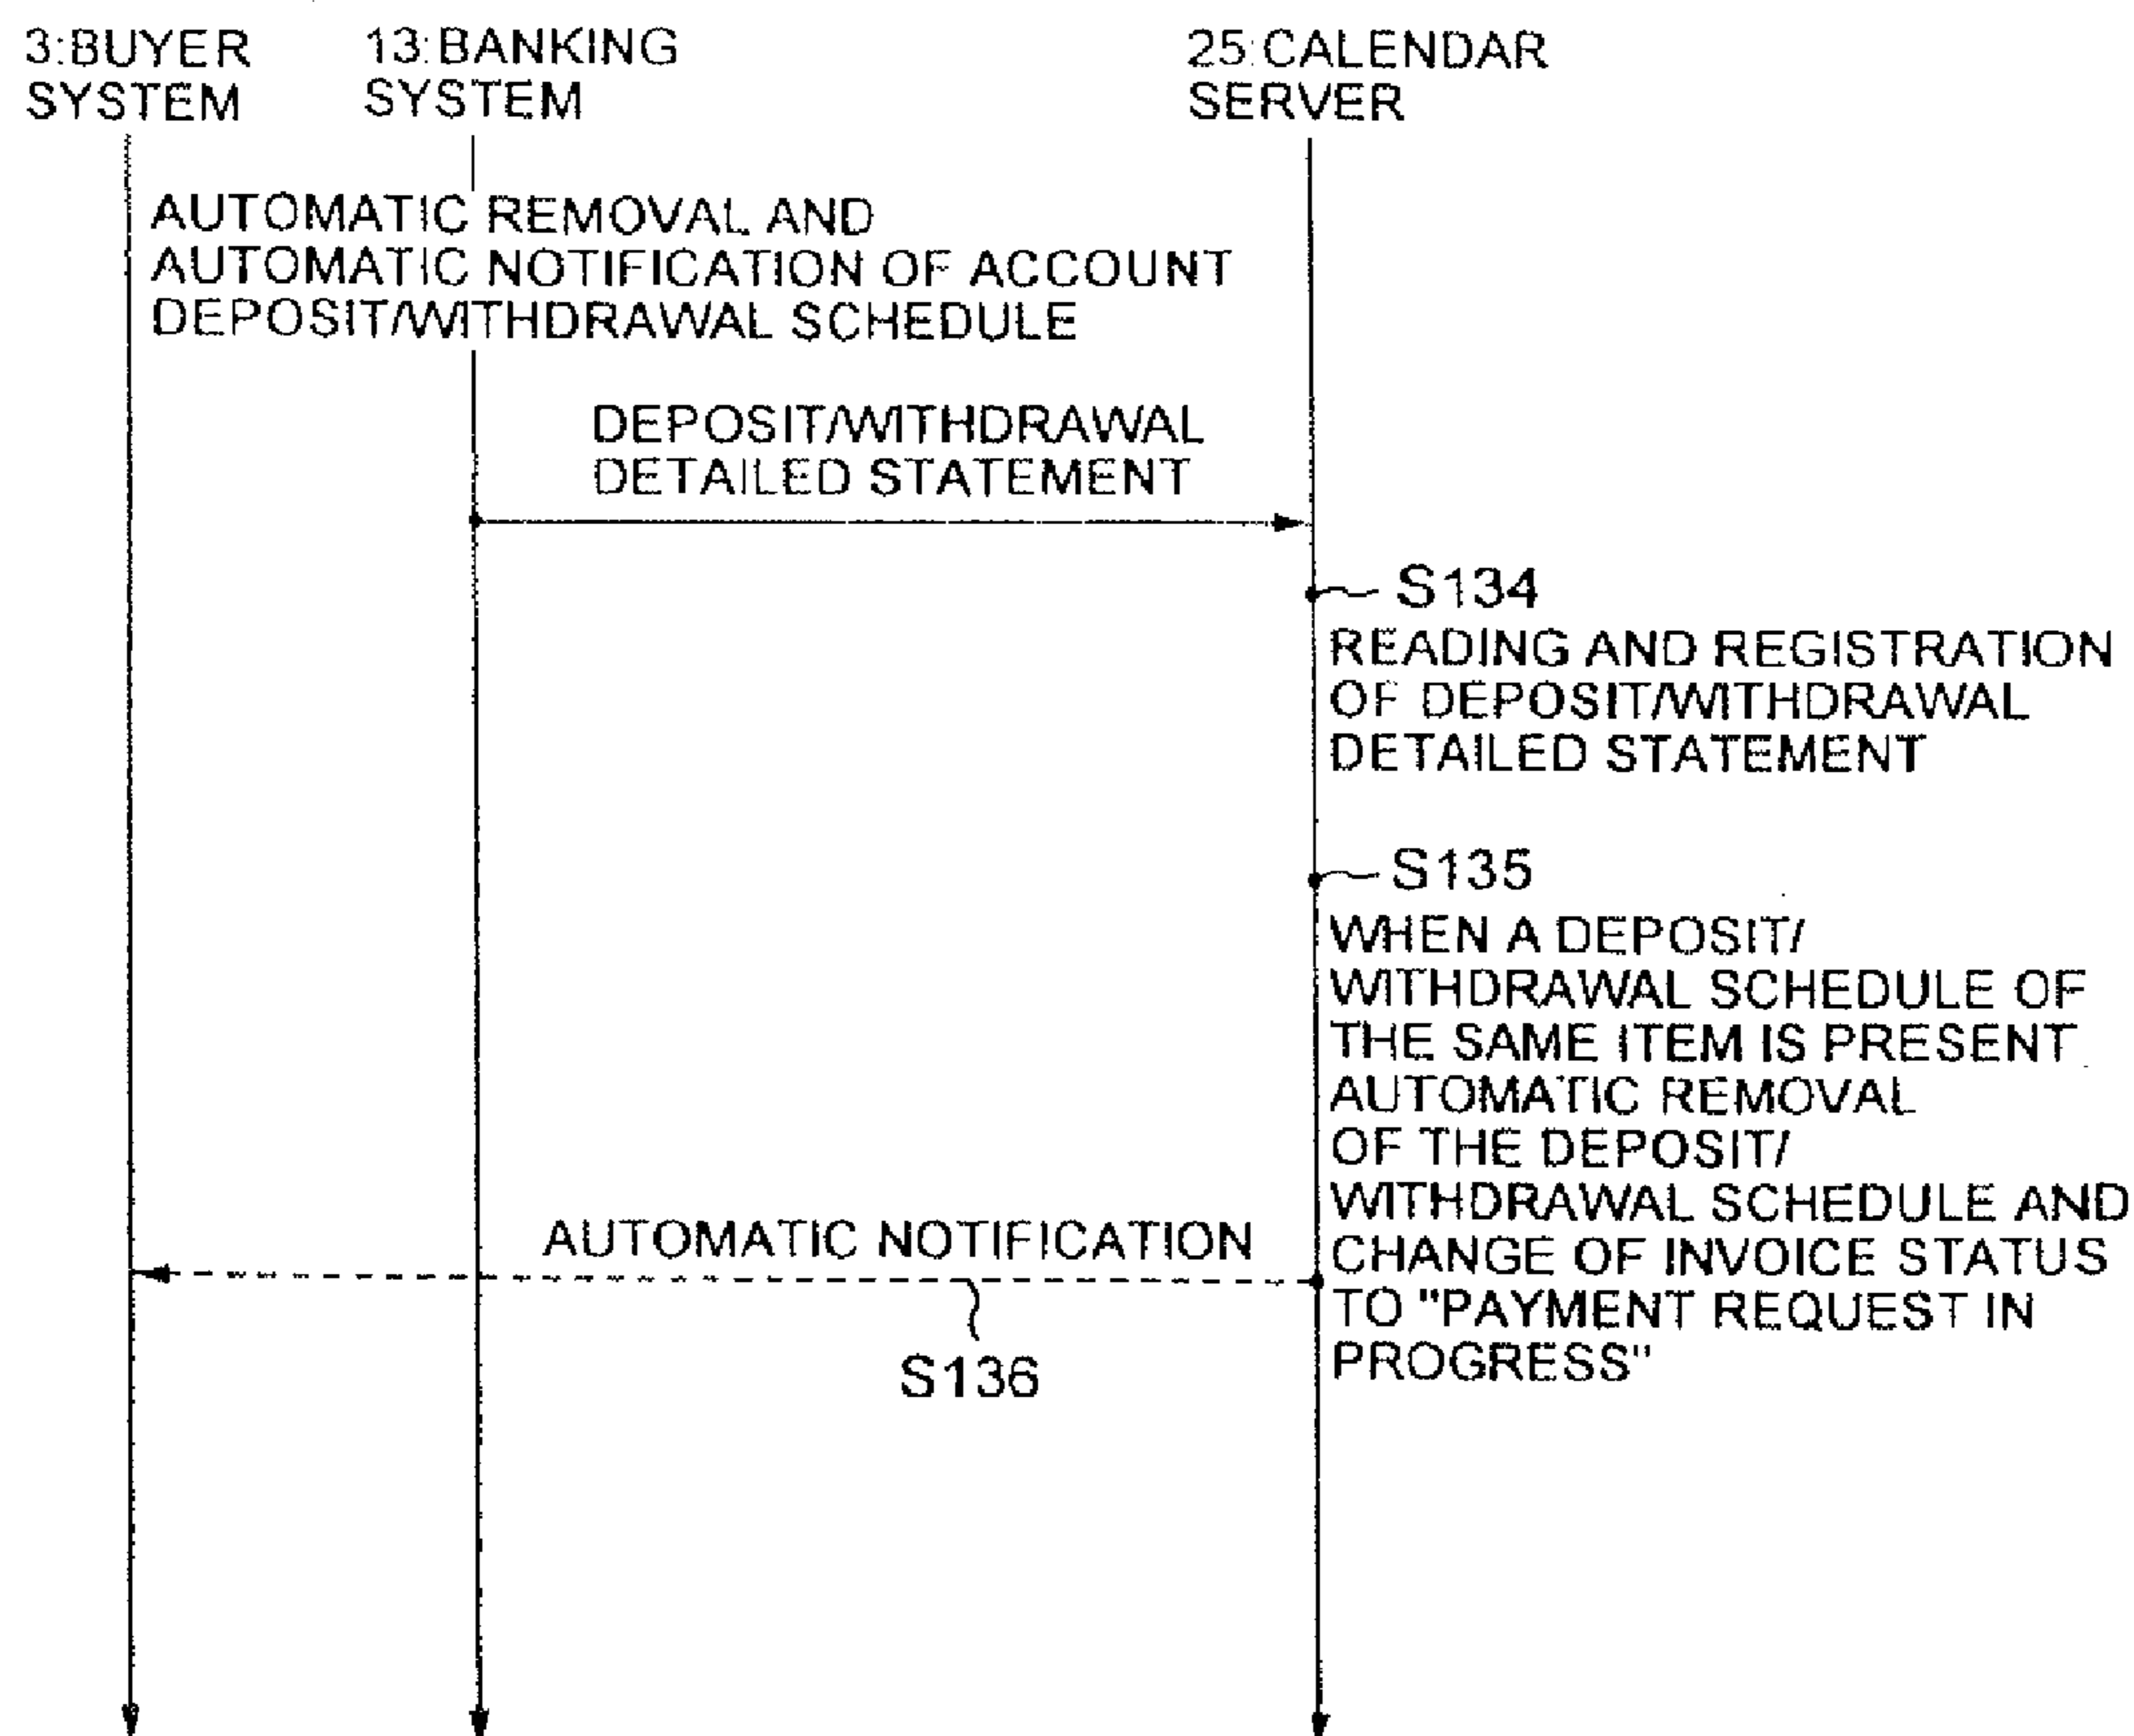 3:BUYER
SYSTEM
13:BANKING
SYSTEM
25:CALENDAR
SERVER
AUTOMATIC REMOVAL AND
AUTOMATIC NOTIFICATION OF ACCOUNT
DEPOSIT/WITHDRAWAL SCHEDULE
DEPOSIT/WITHDRAWAL
DETAILED STATEMENT
S134
READING AND REGISTRATION
OF DEPOSIT/WITHDRAWAL
DETAILED STATEMENT
S135
WHEN A DEPOSIT/
WITHDRAWAL SCHEDULE OF
THE SAME ITEM IS PRESENT
AUTOMATIC REMOVAL
OF THE DEPOSIT/
WITHDRAWAL SCHEDULE AND
CHANGE OF INVOICE STATUS
TO "PAYMENT REQUEST IN
PROGRESS"
AUTOMATIC NOTIFICATION
S136